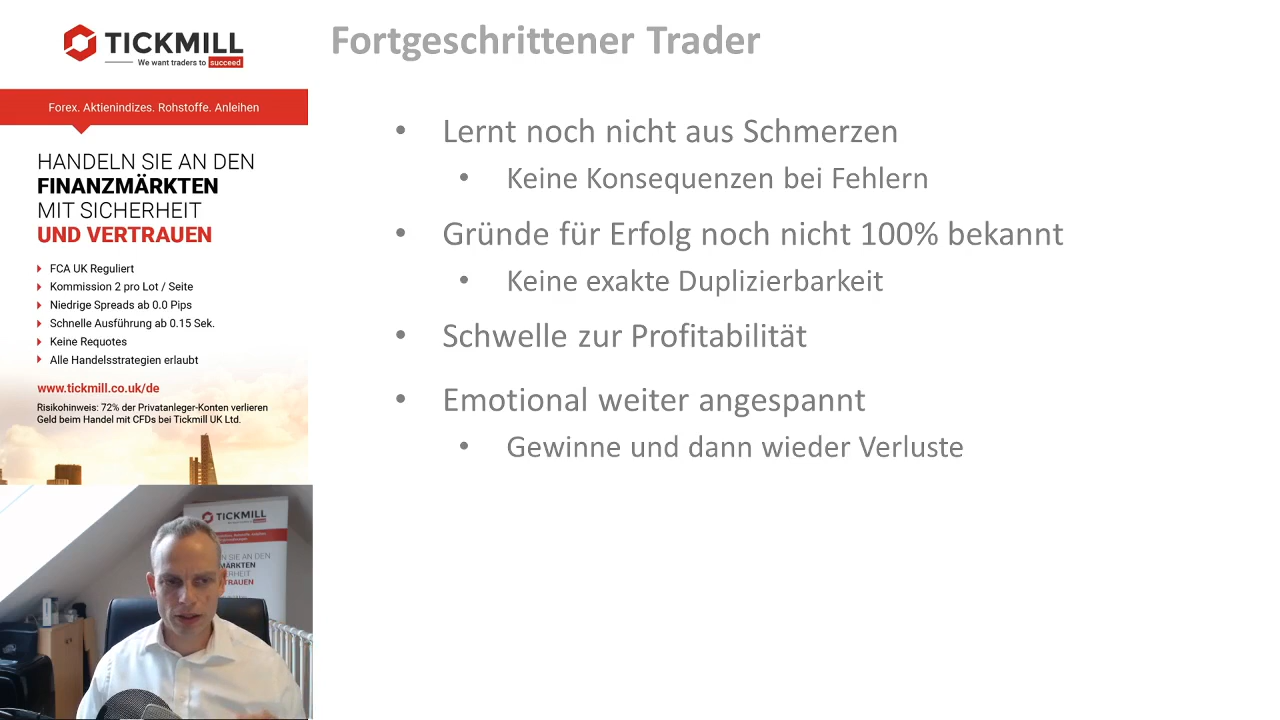 TICKMILL
We want traders to succeed
Forex. Aktienindizes. Rohstoffe. Anleihen
HANDELN SIE AN DEN
FINANZMÄRKTEN
MIT SICHERHEIT
UND VERTRAUEN
FCA UK Reguliert
Kommission 2 pro Lot / Seite
Niedrige Spreads ab 0.0 Pips
Schnelle Ausführung ab 0.15 Sek.
Keine Requotes
Alle Handelsstrategien erlaubt
www.tickmill.co.uk/de
Risikohinweis: 72% der Privatanleger-Konten verlieren
Geld beim Handel mit CFDs bei Tickmill UK Ltd.
Fortgeschrittener Trader
• Lernt noch nicht aus Schmerzen
• Keine Konsequenzen bei Fehlern
• Gründe für Erfolg noch nicht 100% bekannt
• Keine exakte Duplizierbarkeit
• Schwelle zur Profitabilität
• Emotional weiter angespannt
• Gewinne und dann wieder Verluste
TICKMILL